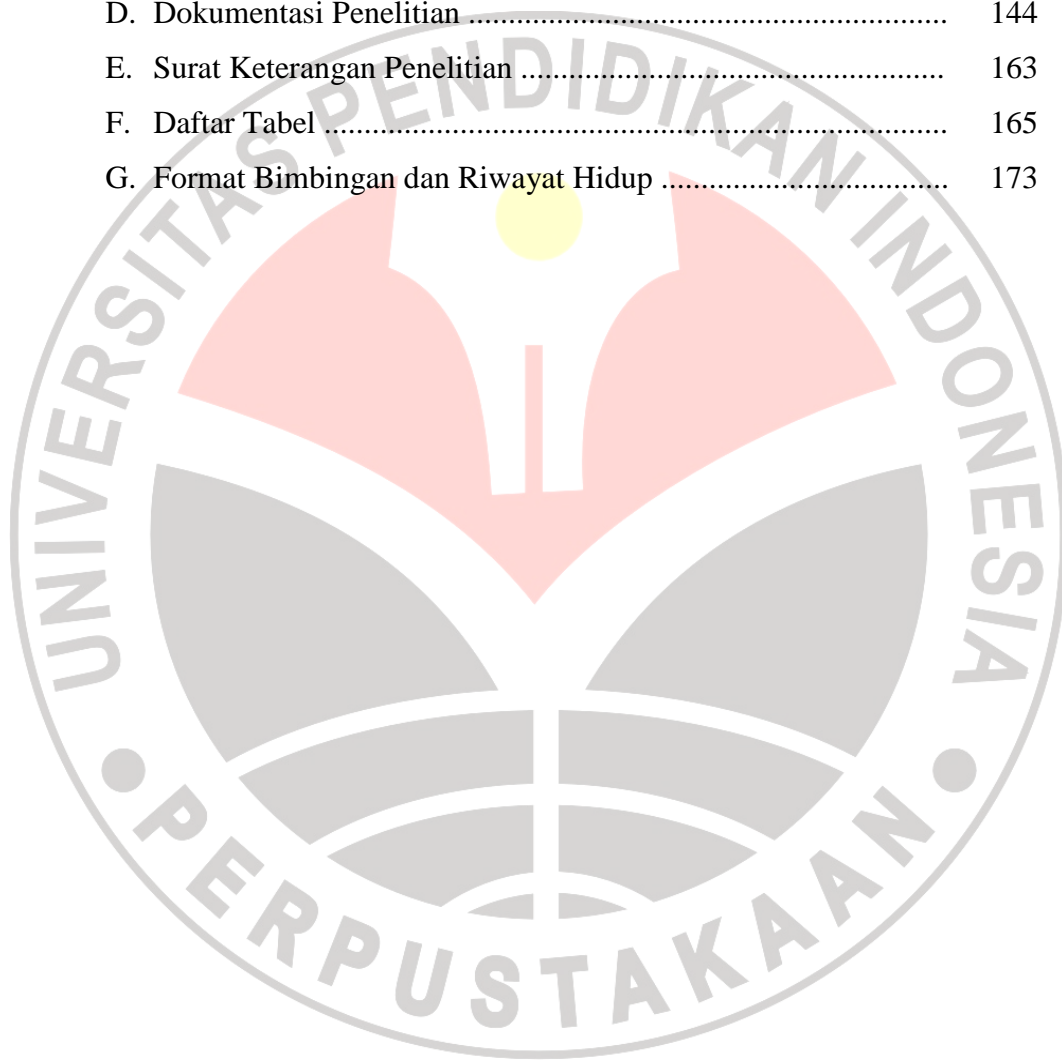 D. Dokumentasi Penelitian ........................................................ 144
E. Surat Keterangan Penelitian .................................................... 163
F. Daftar Tabel ............................................................................. 165
G. Format Bimbingan dan Riwayat Hidup ................................... 173
UNIVERSITAS PENDIDIKAN INDONESIA
PERPUSTAKAAN